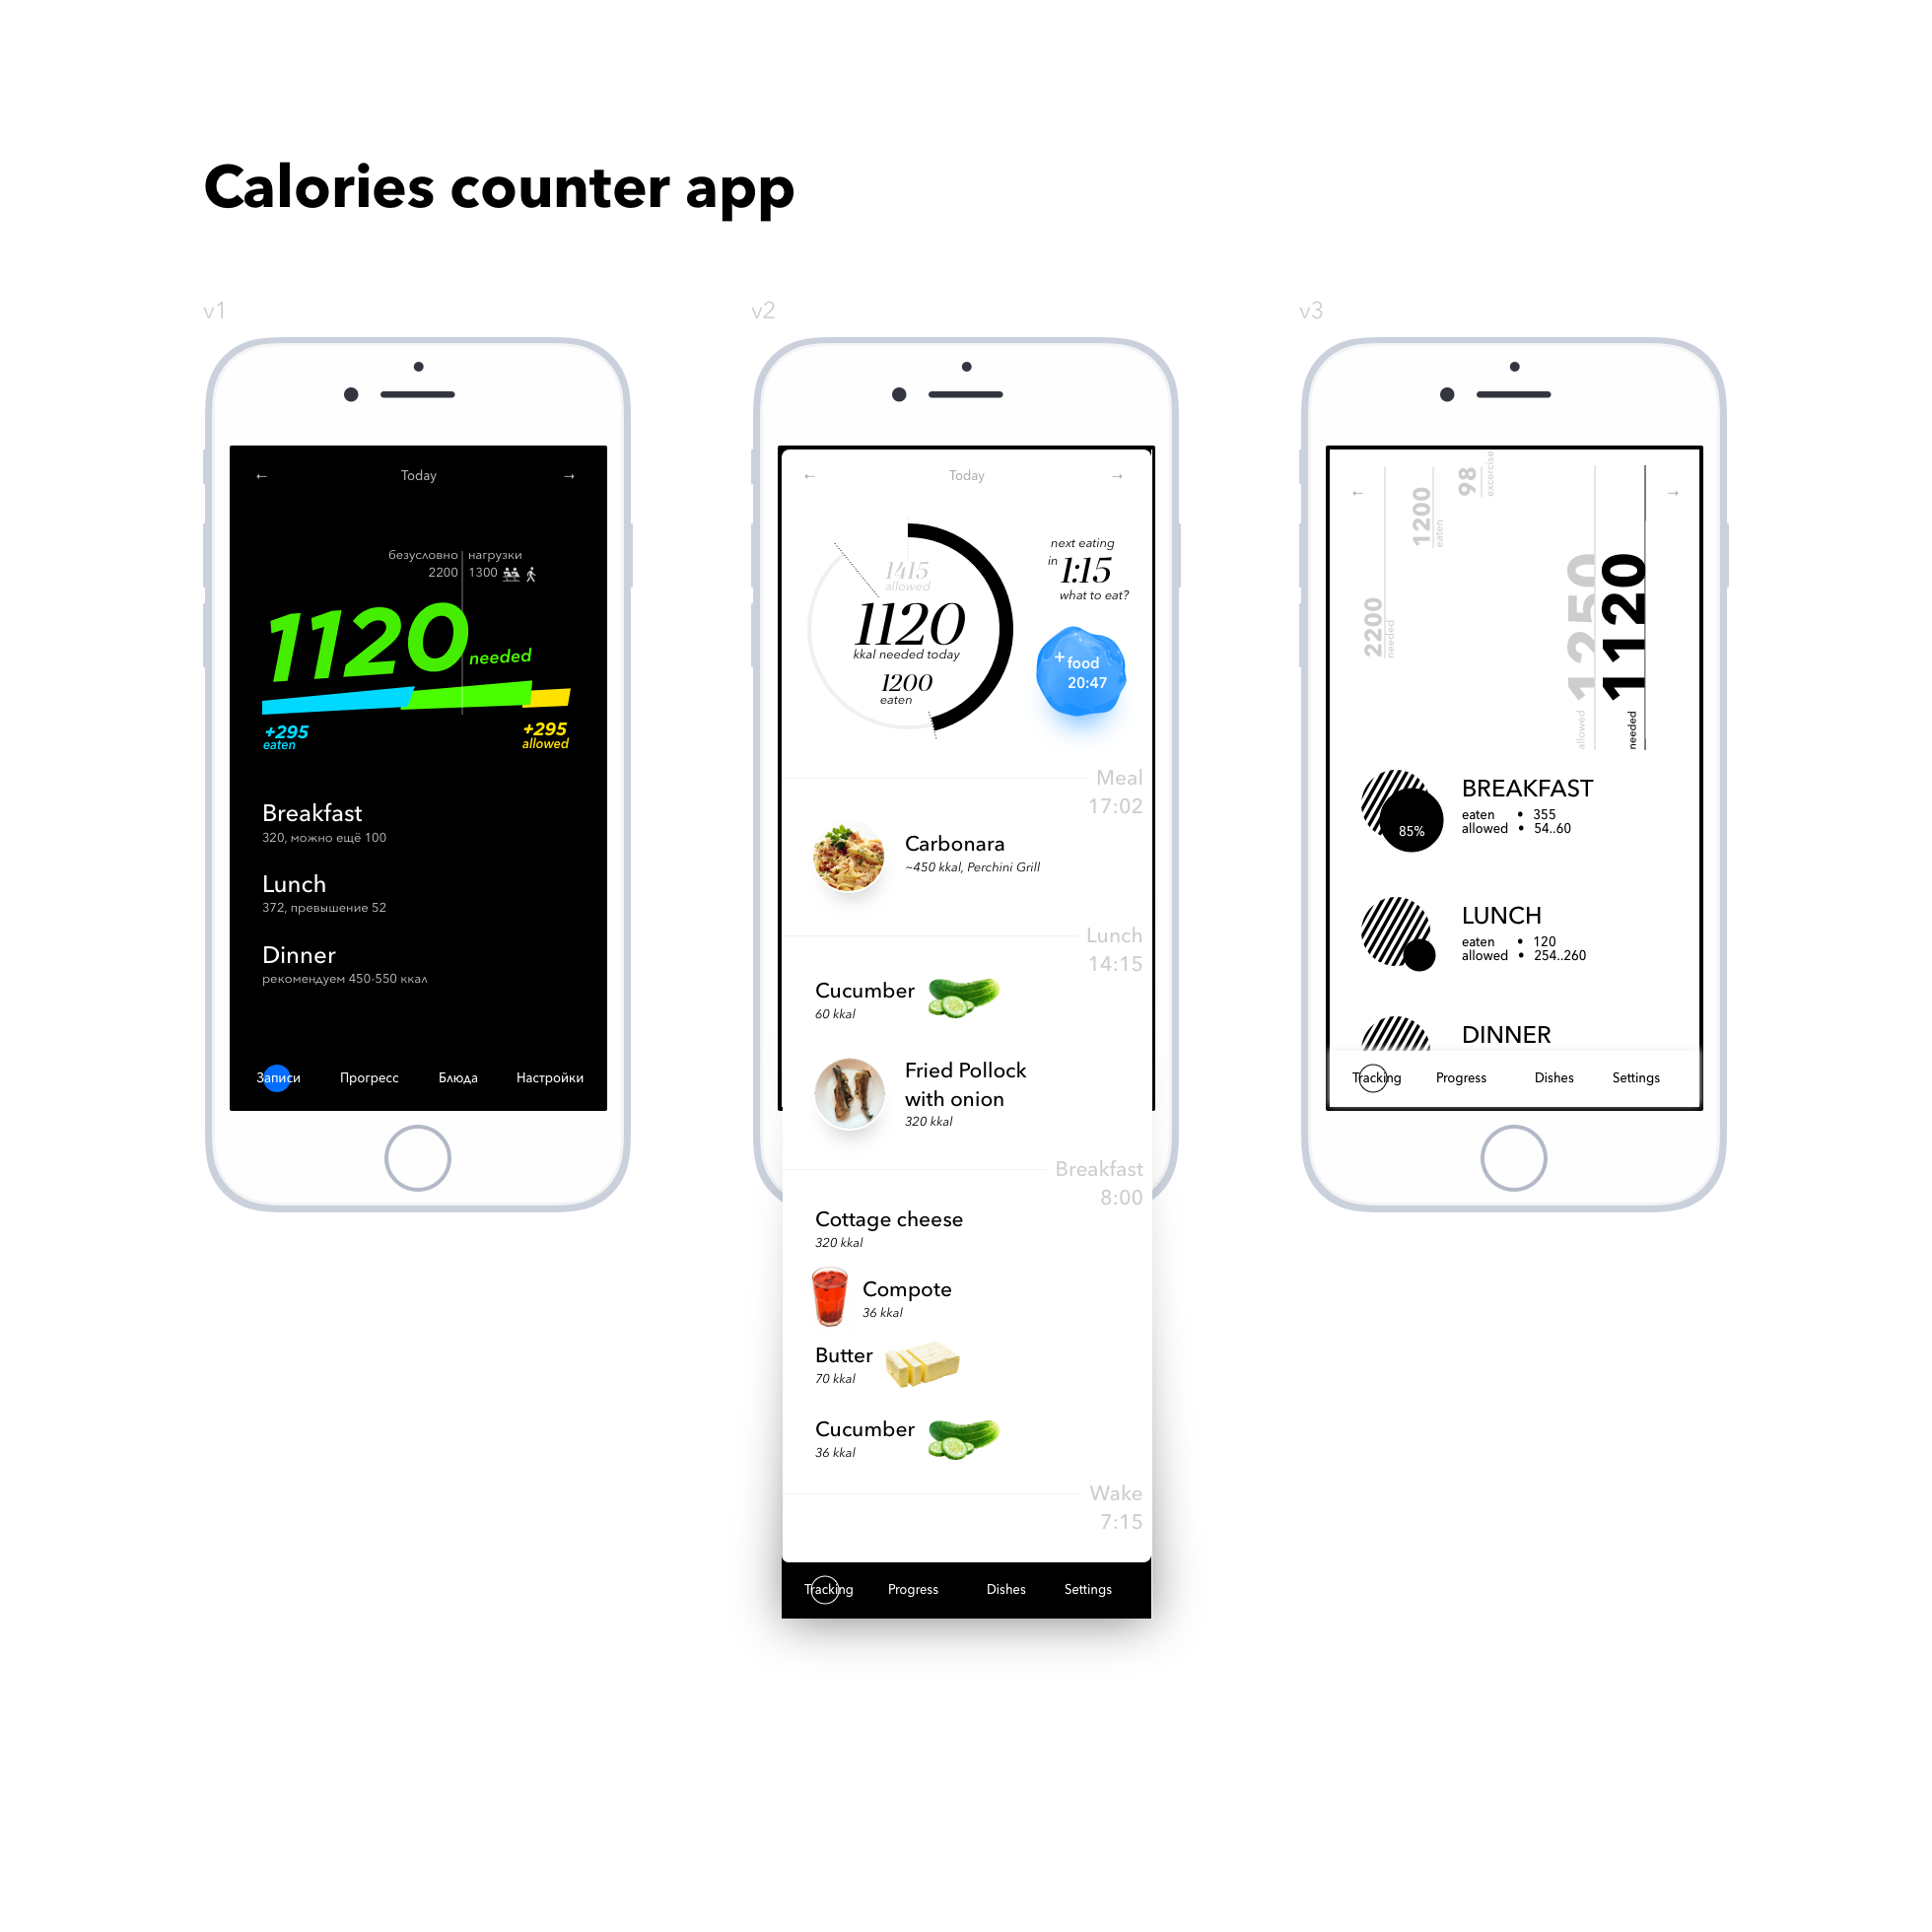 Calories counter app
v1
← Today →
безусловно нагрузки
2200 1300
1120 needed
+295 +295
eaten allowed
Breakfast
320, можно ещё 100
Lunch
372, превышение 52
Dinner
рекомендуем 450-550 ккал
Записи Прогресс Блюда Настройки
v2
← Today →
1415
allowed
1120
kkal needed today
1200
eaten
next eating
in 1:15
what to eat?
+ food
20:47
Meal
17:02
Carbonara
~450 kkal, Perchini Grill
Lunch
14:15
Cucumber
60 kkal
Fried Pollock
with onion
320 kkal
Breakfast
8:00
Cottage cheese
320 kkal
Compote
36 kkal
Butter
70 kkal
Cucumber
36 kkal
Wake
7:15
Tracking Progress Dishes Settings
v3
← →
2200
needed
1200
eaten
98
excercise
1250
allowed
1120
needed
BREAKFAST
eaten • 355
allowed • 54..60
85%
LUNCH
eaten • 120
allowed • 254..260
DINNER
Tracking Progress Dishes Settings